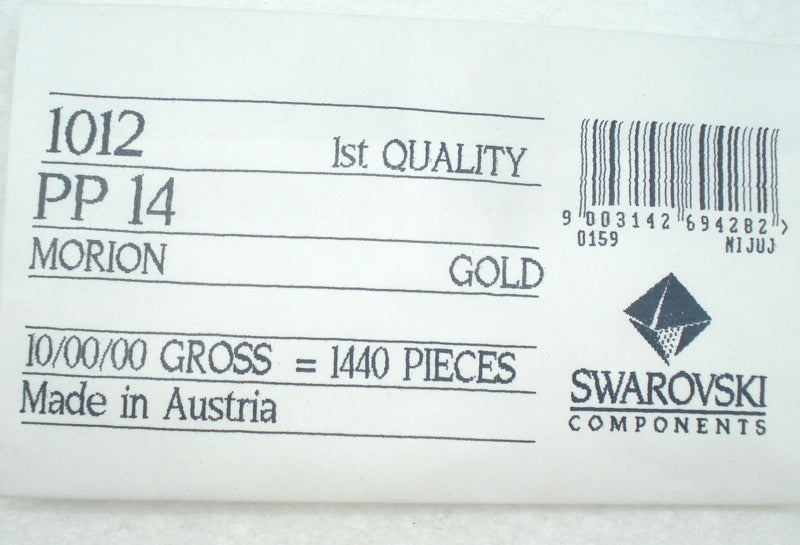 1012 1st QUALITY
PP 14
MORION GOLD
10/00/00 GROSS = 1440 PIECES
Made in Austria
9 003142 694282 >
0159 NIJUJ
SWAROVSKI
COMPONENTS